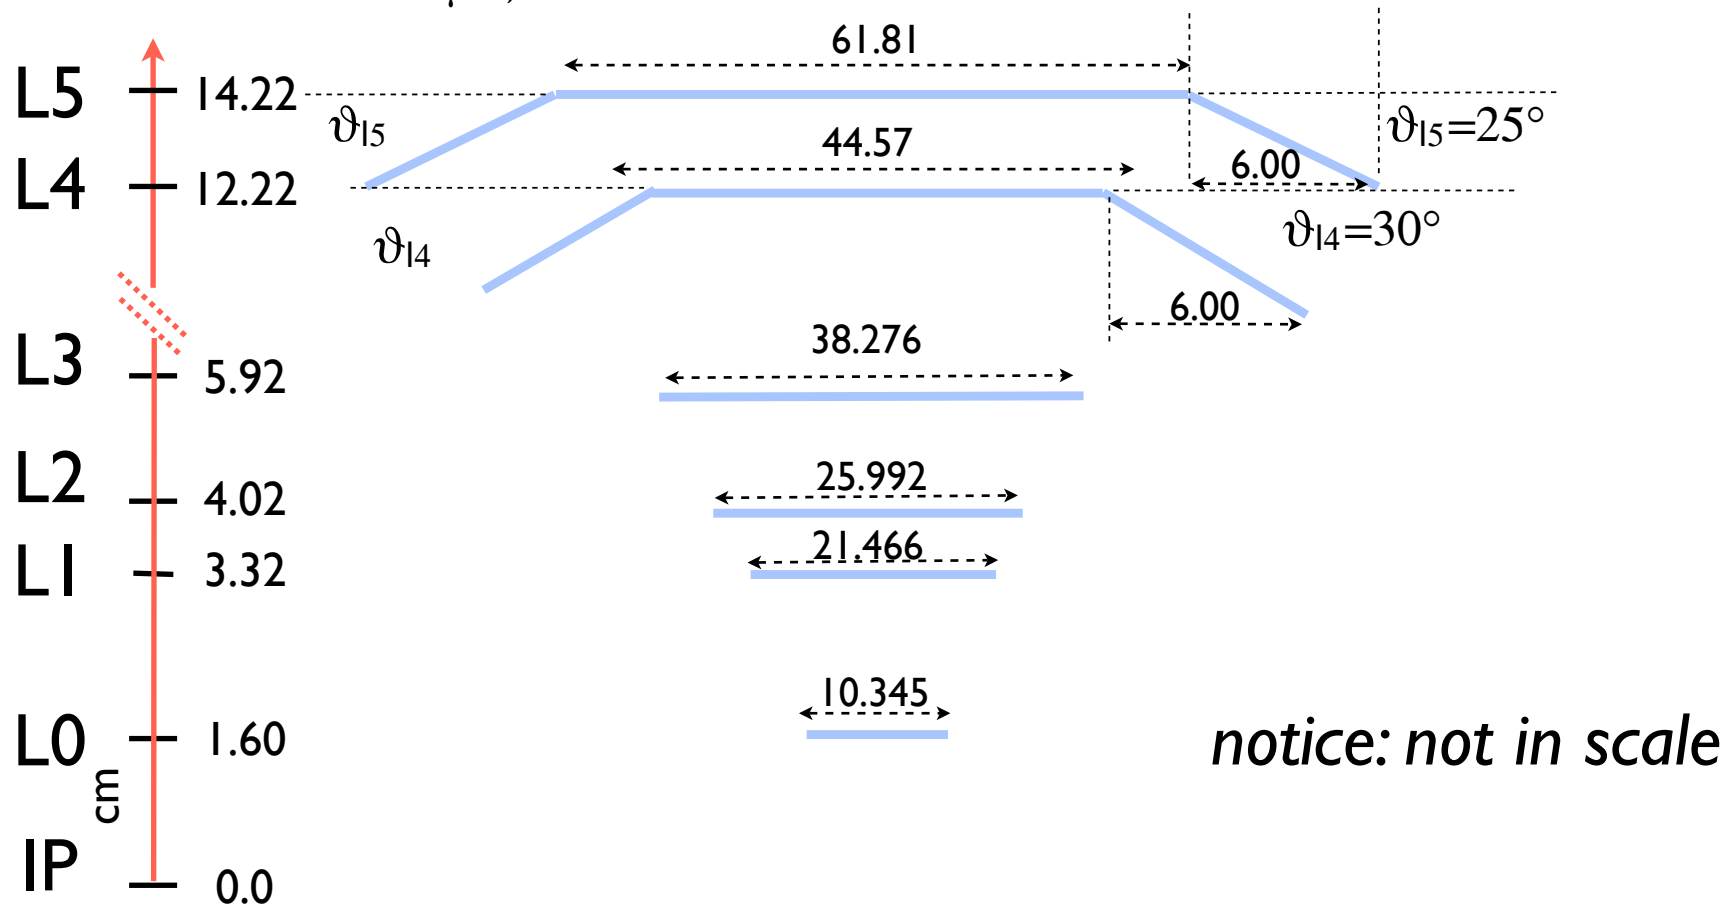 61.81
L5 14.22 ϑl5 ϑl5=25°
44.57
6.00
L4 12.22
ϑl4 ϑl4=30°
6.00
38.276
L3 5.92
25.992
L2 4.02
21.466
L1 3.32
10.345
L0 1.60 notice: not in scale
cm
IP 0.0